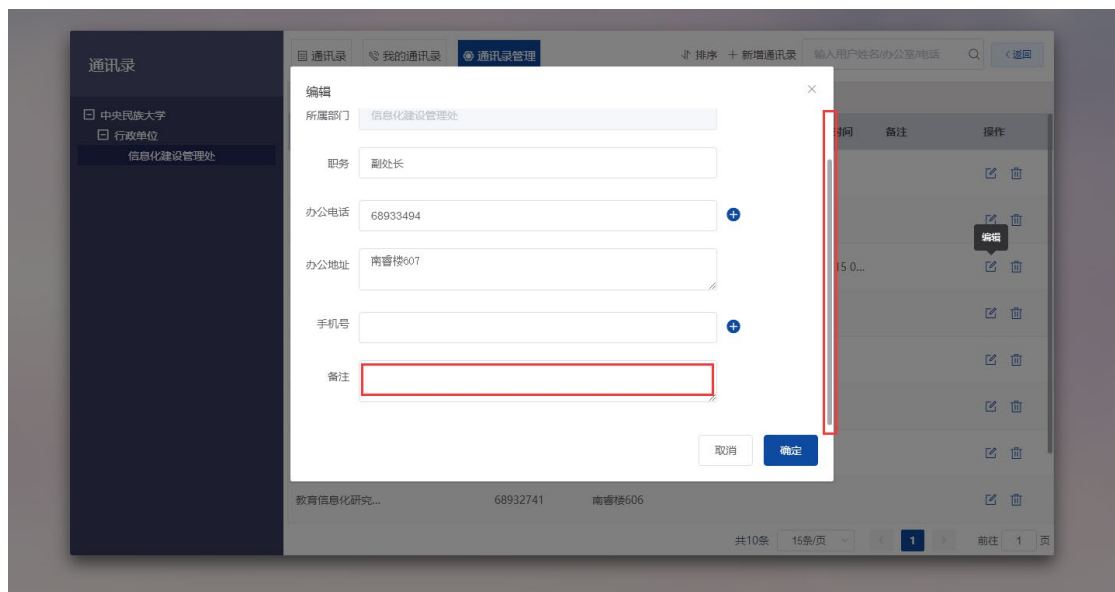 通讯录
通讯录 我的通讯录 通讯录管理 排序 新增通讯录 输入用户姓名/办公室/电话 返回
中央民族大学
行政单位
信息化建设管理处
编辑
所属部门 信息化建设管理处
职务 副处长
办公电话 68933494
办公地址 南睿楼607
手机号
备注
取消 确定
时间 备注 操作
编辑
15 0...
教育信息化研究... 68932741 南睿楼606
共10条 15条/页 1 前往 1 页